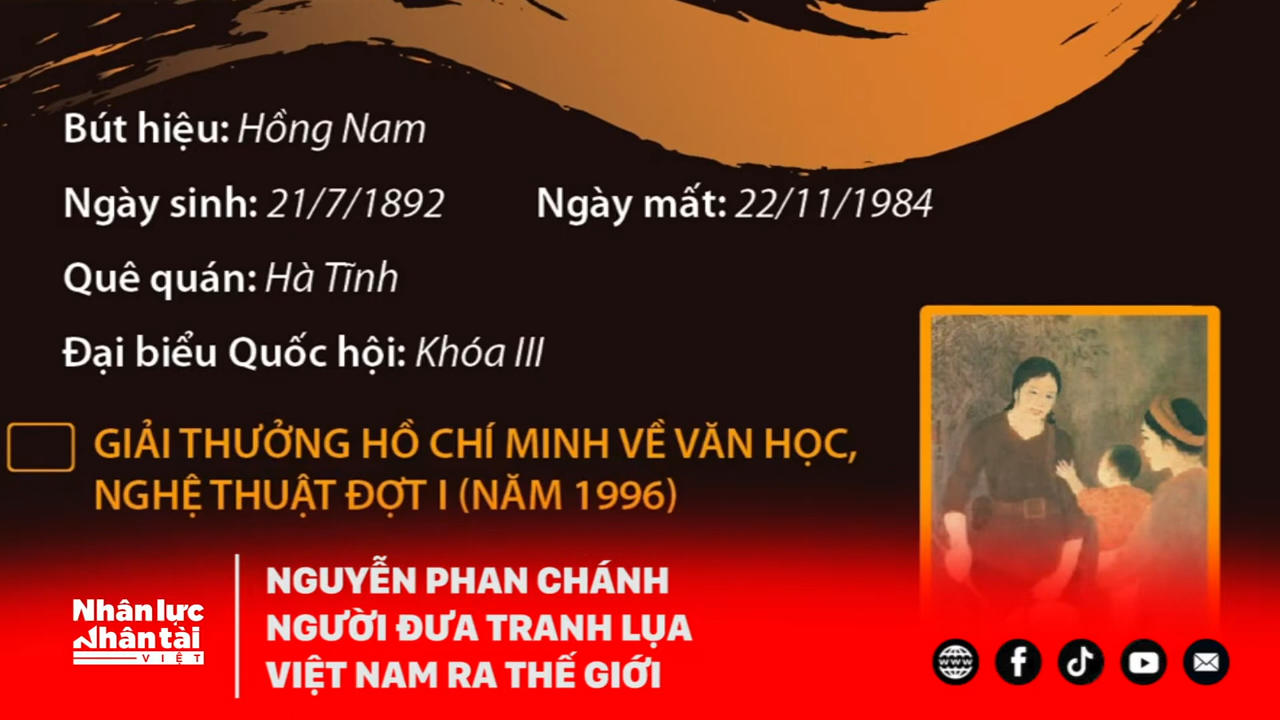 Bút hiệu: Hồng Nam
Ngày sinh: 21/7/1892 Ngày mất: 22/11/1984
Quê quán: Hà Tĩnh
Đại biểu Quốc hội: Khóa III
GIẢI THƯỞNG HỒ CHÍ MINH VỀ VĂN HỌC,
NGHỆ THUẬT ĐỢT I (NĂM 1996)
Nhân lực
Nhân tài
VIỆT
NGUYỄN PHAN CHÁNH
NGƯỜI ĐƯA TRANH LỤA
VIỆT NAM RA THẾ GIỚI
www